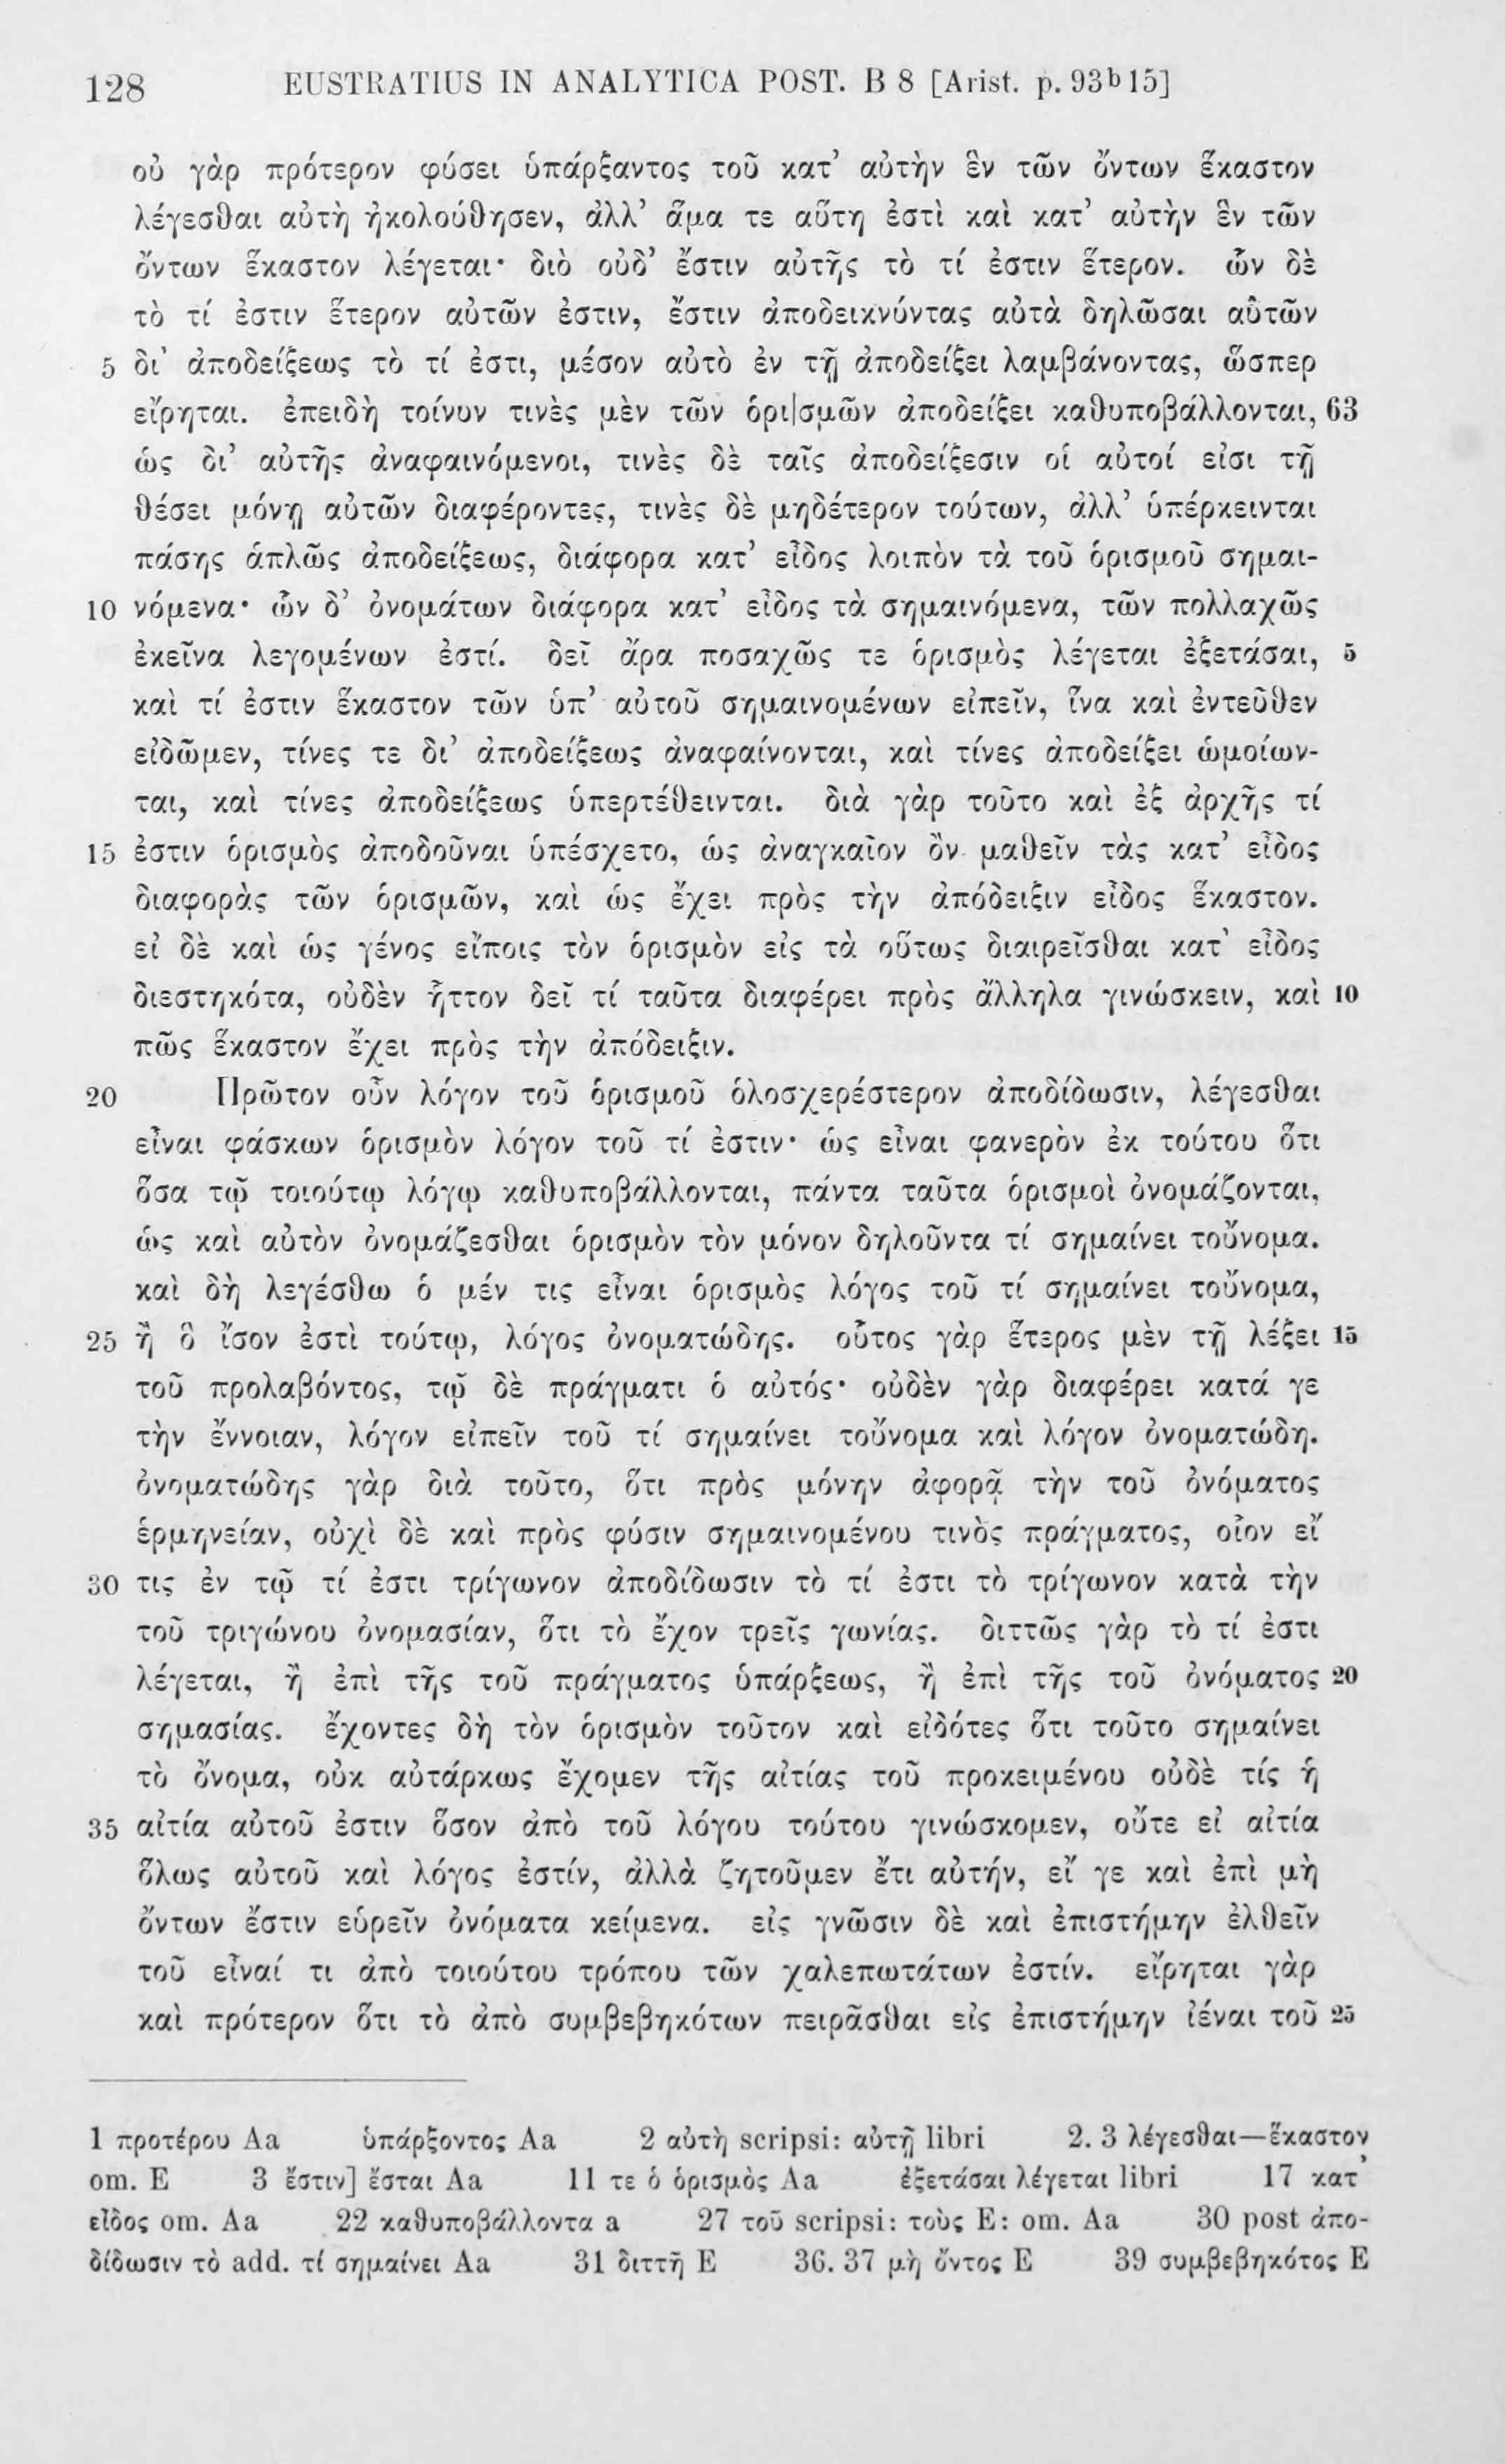 128 EUSTRATIUS IN ANALYTICA POST. B 8 [Arist. p. 93b15]
οὐ γὰρ πρότερον φύσει ὑπάρξαντος τοῦ κατ’ αὐτὴν ἓν τῶν ὄντων ἕκαστον
λέγεσθαι αὐτὴ ἠκολούθησεν, ἀλλ’ ἅμα τε αὕτη ἐστὶ καὶ κατ’ αὐτὴν ἓν τῶν
ὄντων ἕκαστον λέγεται· διὸ οὐδ’ ἔστιν αὐτῆς τὸ τί ἐστιν ἕτερον. ὧν δὲ
τὸ τί ἐστιν ἕτερον αὐτῶν ἐστιν, ἔστιν ἀποδεικνύντας αὐτὰ δηλῶσαι αὐτῶν
5 δι’ ἀποδείξεως τὸ τί ἐστι, μέσον αὐτὸ ἐν τῇ ἀποδείξει λαμβάνοντας, ὥσπερ
εἴρηται. ἐπειδὴ τοίνυν τινὲς μὲν τῶν ὁρι|σμῶν ἀποδείξει καθυποβάλλονται, 63
ὡς δι’ αὐτῆς ἀναφαινόμενοι, τινὲς δὲ ταῖς ἀποδείξεσιν οἱ αὐτοί εἰσι τῇ
θέσει μόνῃ αὐτῶν διαφέροντες, τινὲς δὲ μηδέτερον τούτων, ἀλλ’ ὑπέρκεινται
πάσης ἁπλῶς ἀποδείξεως, διάφορα κατ’ εἶδος λοιπὸν τὰ τοῦ ὁρισμοῦ σημαι-
10 νόμενα· ὧν δ’ ὀνομάτων διάφορα κατ’ εἶδος τὰ σημαινόμενα, τῶν πολλαχῶς
ἐκεῖνα λεγομένων ἐστί. δεῖ ἄρα ποσαχῶς τε ὁρισμὸς λέγεται ἐξετάσαι, 5
καὶ τί ἐστιν ἕκαστον τῶν ὑπ’ αὐτοῦ σημαινομένων εἰπεῖν, ἵνα καὶ ἐντεῦθεν
εἰδῶμεν, τίνες τε δι’ ἀποδείξεως ἀναφαίνονται, καὶ τίνες ἀποδείξει ὡμοίων-
ται, καὶ τίνες ἀποδείξεως ὑπερτέθεινται. διὰ γὰρ τοῦτο καὶ ἐξ ἀρχῆς τί
15 ἐστιν ὁρισμὸς ἀποδοῦναι ὑπέσχετο, ὡς ἀναγκαῖον ὂν μαθεῖν τὰς κατ’ εἶδος
διαφορὰς τῶν ὁρισμῶν, καὶ ὡς ἔχει πρὸς τὴν ἀπόδειξιν εἶδος ἕκαστον.
εἰ δὲ καὶ ὡς γένος εἴποις τὸν ὁρισμὸν εἰς τὰ οὕτως διαιρεῖσθαι κατ’ εἶδος
διεστηκότα, οὐδὲν ἧττον δεῖ τί ταῦτα διαφέρει πρὸς ἄλληλα γινώσκειν, καὶ 10
πῶς ἕκαστον ἔχει πρὸς τὴν ἀπόδειξιν.
20 Πρῶτον οὖν λόγον τοῦ ὁρισμοῦ ὁλοσχερέστερον ἀποδίδωσιν, λέγεσθαι
εἶναι φάσκων ὁρισμὸν λόγον τοῦ τί ἐστιν· ὡς εἶναι φανερὸν ἐκ τούτου ὅτι
ὅσα τῷ τοιούτῳ λόγῳ καθυποβάλλονται, πάντα ταῦτα ὁρισμοὶ ὀνομάζονται,
ὡς καὶ αὐτὸν ὀνομάζεσθαι ὁρισμὸν τὸν μόνον δηλοῦντα τί σημαίνει τοὔνομα.
καὶ δὴ λεγέσθω ὁ μέν τις εἶναι ὁρισμὸς λόγος τοῦ τί σημαίνει τοὔνομα,
25 ἢ ὃ ἴσον ἐστὶ τούτῳ, λόγος ὀνοματώδης. οὗτος γὰρ ἕτερος μὲν τῇ λέξει 15
τοῦ προλαβόντος, τῷ δὲ πράγματι ὁ αὐτός· οὐδὲν γὰρ διαφέρει κατά γε
τὴν ἔννοιαν, λόγον εἰπεῖν τοῦ τί σημαίνει τοὔνομα καὶ λόγον ὀνοματώδη.
ὀνοματώδης γὰρ διὰ τοῦτο, ὅτι πρὸς μόνην ἀφορᾷ τὴν τοῦ ὀνόματος
ἑρμηνείαν, οὐχὶ δὲ καὶ πρὸς φύσιν σημαινομένου τινὸς πράγματος, οἷον εἴ
30 τις ἐν τῷ τί ἐστι τρίγωνον ἀποδίδωσιν τὸ τί ἐστι τὸ τρίγωνον κατὰ τὴν
τοῦ τριγώνου ὀνομασίαν, ὅτι τὸ ἔχον τρεῖς γωνίας. διττῶς γὰρ τὸ τί ἐστι
λέγεται, ἢ ἐπὶ τῆς τοῦ πράγματος ὑπάρξεως, ἢ ἐπὶ τῆς τοῦ ὀνόματος 20
σημασίας. ἔχοντες δὴ τὸν ὁρισμὸν τοῦτον καὶ εἰδότες ὅτι τοῦτο σημαίνει
τὸ ὄνομα, οὐκ αὐτάρκως ἔχομεν τῆς αἰτίας τοῦ προκειμένου οὐδὲ τίς ἡ
35 αἰτία αὐτοῦ ἐστιν ὅσον ἀπὸ τοῦ λόγου τούτου γινώσκομεν, οὔτε εἰ αἰτία
ὅλως αὐτοῦ καὶ λόγος ἐστίν, ἀλλὰ ζητοῦμεν ἔτι αὐτήν, εἴ γε καὶ ἐπὶ μὴ
ὄντων ἔστιν εὑρεῖν ὀνόματα κείμενα. εἰς γνῶσιν δὲ καὶ ἐπιστήμην ἐλθεῖν
τοῦ εἶναί τι ἀπὸ τοιούτου τρόπου τῶν χαλεπωτάτων ἐστίν. εἴρηται γὰρ
καὶ πρότερον ὅτι τὸ ἀπὸ συμβεβηκότων πειρᾶσθαι εἰς ἐπιστήμην ἰέναι τοῦ 25
1 προτέρου Aa ὑπάρξοντος Aa 2 αὐτὴ scripsi: αὐτῇ libri 2. 3 λέγεσθαι—ἕκαστον
om. E 3 ἔστιν] ἔσται Aa 11 τε ὁ ὁρισμὸς Aa ἐξετάσαι λέγεται libri 17 κατ’
εἶδος om. Aa 22 καθυποβάλλοντα a 27 τοῦ scripsi: τοὺς E: om. Aa 30 post ἀπο-
δίδωσιν τὸ add. τί σημαίνει Aa 31 διττῇ E 36. 37 μὴ ὄντος E 39 συμβεβηκότος E